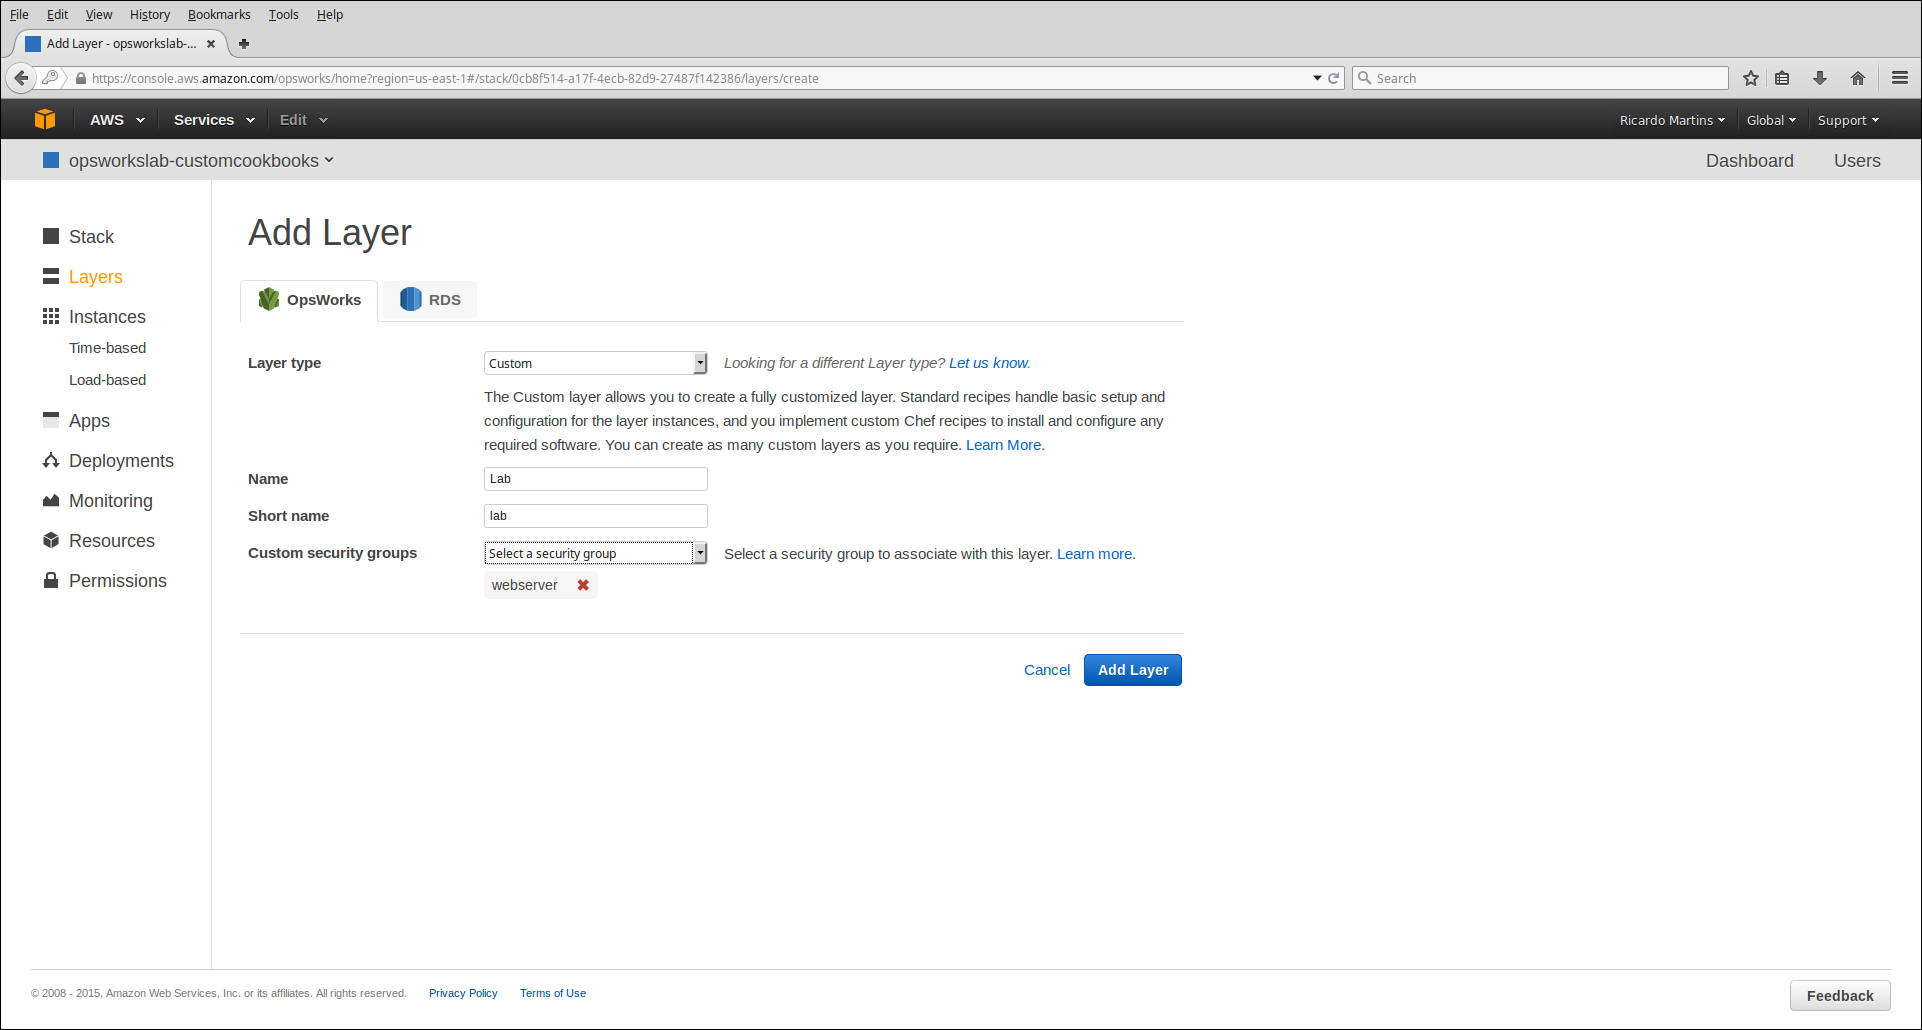 File Edit View History Bookmarks Tools Help
Add Layer - opsworkslab-...
https://console.aws.amazon.com/opsworks/home?region=us-east-1#/stack/0cb8f514-a17f-4ecb-82d9-27487f142386/layers/create
Search
AWS Services Edit Ricardo Martins Global Support
opsworkslab-customcookbooks Dashboard Users
Stack
Layers
Instances
Time-based
Load-based
Apps
Deployments
Monitoring
Resources
Permissions
Add Layer
OpsWorks RDS
Layer type Custom Looking for a different Layer type? Let us know.
The Custom layer allows you to create a fully customized layer. Standard recipes handle basic setup and
configuration for the layer instances, and you implement custom Chef recipes to install and configure any
required software. You can create as many custom layers as you require. Learn More.
Name Lab
Short name lab
Custom security groups Select a security group Select a security group to associate with this layer. Learn more.
webserver
Cancel Add Layer
© 2008 - 2015, Amazon Web Services, Inc. or its affiliates. All rights reserved. Privacy Policy Terms of Use
Feedback